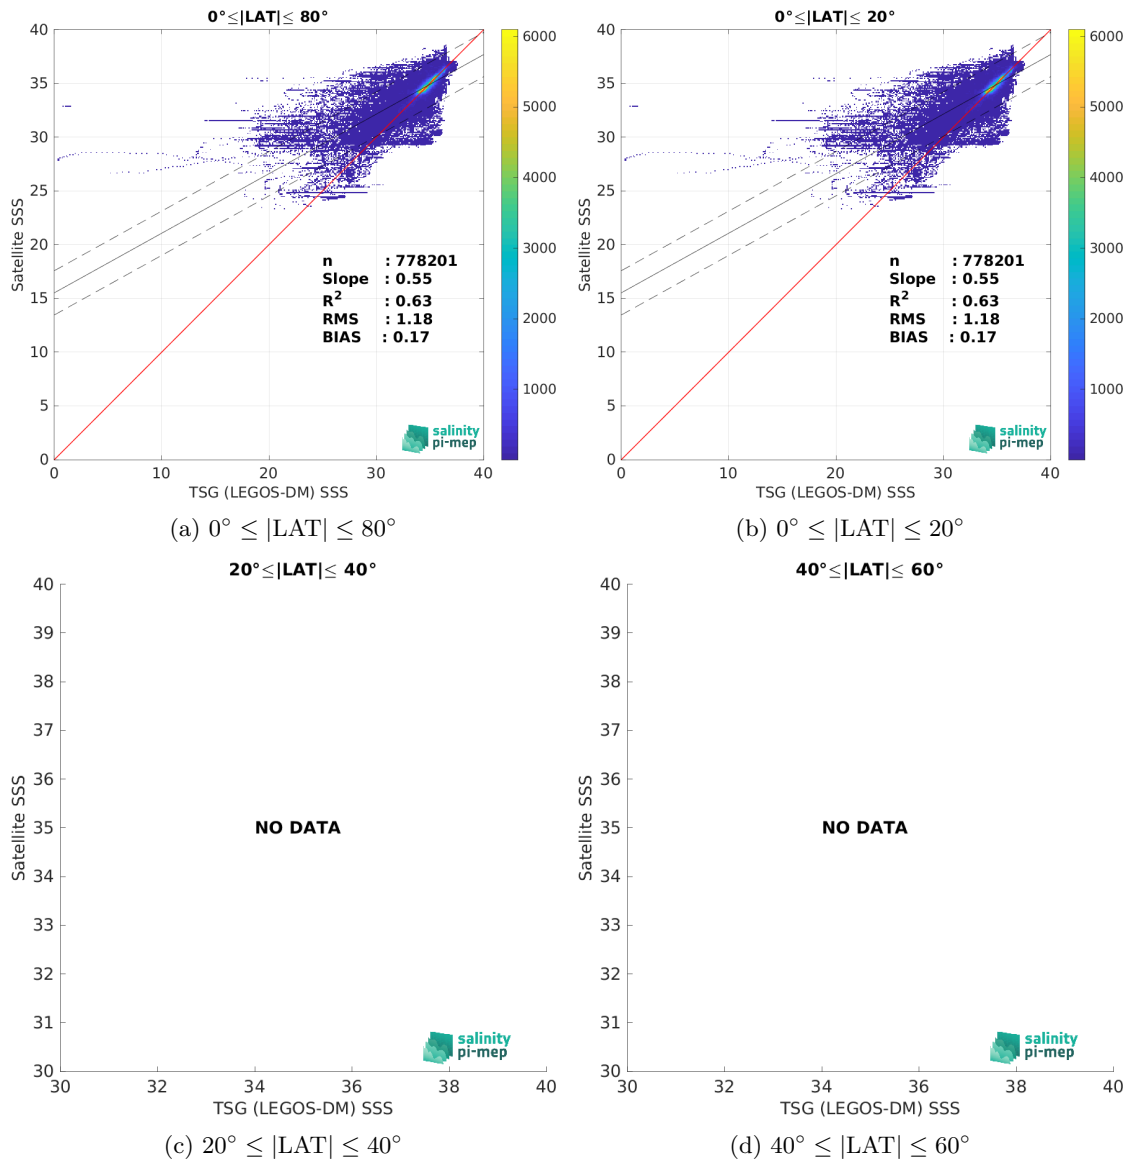 0°≤|LAT|≤ 80°
40
35
30
25
20
15
10
5
0
0
10
20
30
40
Satellite SSS
TSG (LEGOS-DM) SSS
n : 778201
Slope : 0.55
R² : 0.63
RMS : 1.18
BIAS : 0.17
salinity
pi-mep
6000
5000
4000
3000
2000
1000
(a) 0° ≤ |LAT| ≤ 80°
0°≤|LAT|≤ 20°
40
35
30
25
20
15
10
5
0
0
10
20
30
40
Satellite SSS
TSG (LEGOS-DM) SSS
n : 778201
Slope : 0.55
R² : 0.63
RMS : 1.18
BIAS : 0.17
salinity
pi-mep
6000
5000
4000
3000
2000
1000
(b) 0° ≤ |LAT| ≤ 20°
20°≤|LAT|≤ 40°
40
39
38
37
36
35
34
33
32
31
30
30
32
34
36
38
40
Satellite SSS
NO DATA
salinity
pi-mep
TSG (LEGOS-DM) SSS
(c) 20° ≤ |LAT| ≤ 40°
40°≤|LAT|≤ 60°
40
39
38
37
36
35
34
33
32
31
30
30
32
34
36
38
40
Satellite SSS
NO DATA
salinity
pi-mep
TSG (LEGOS-DM) SSS
(d) 40° ≤ |LAT| ≤ 60°